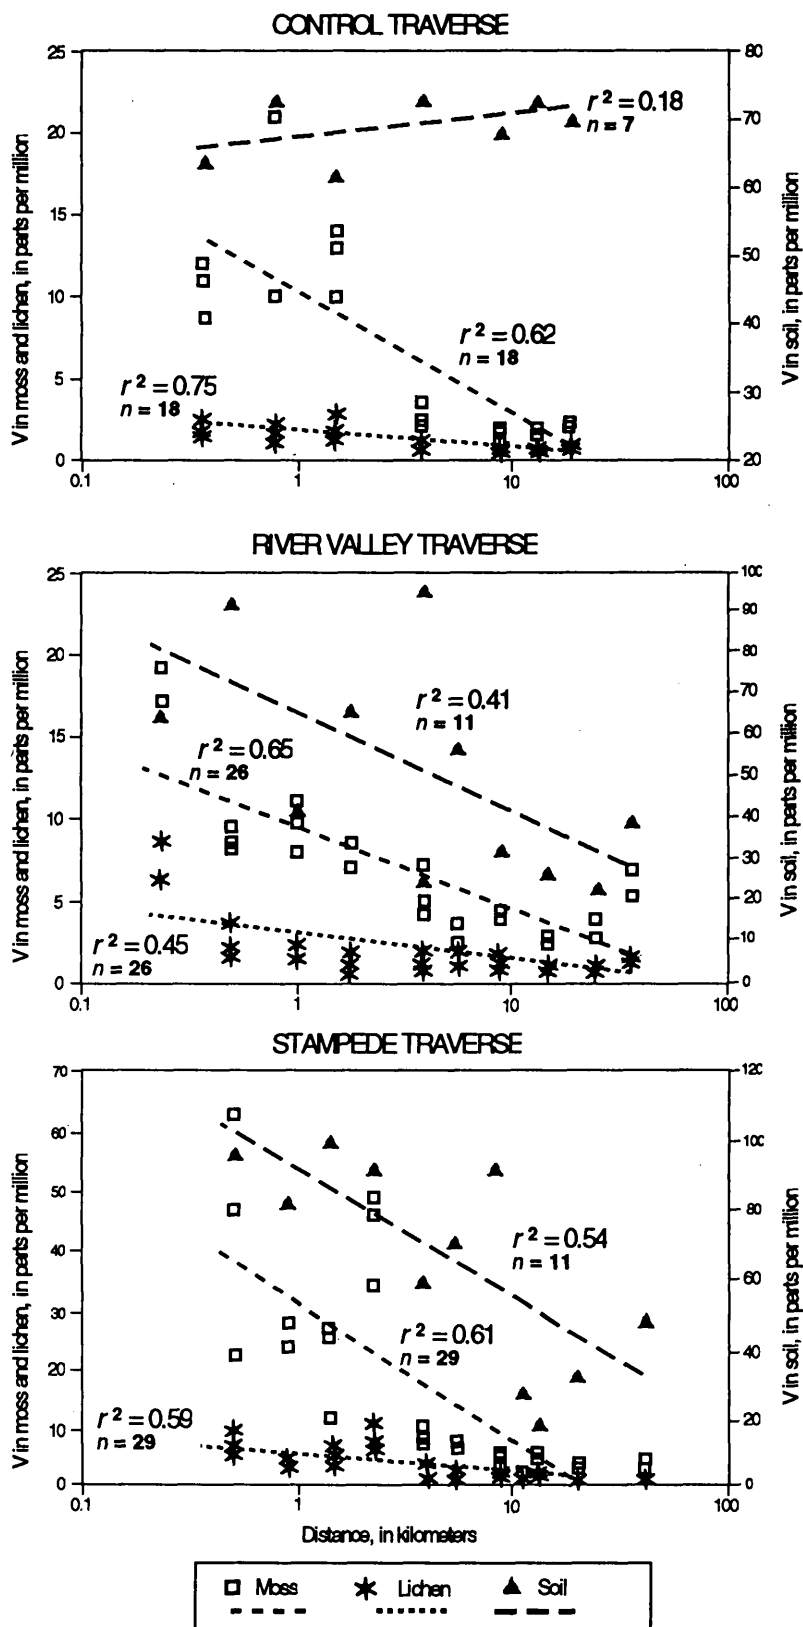 CONTROL TRAVERSE
25
20
15
10
5
0
V in moss and lichen, in parts per million
80
70
60
50
40
30
20
V in soil, in parts per million
r² = 0.18
n = 7
r² = 0.62
n = 18
r² = 0.75
n = 18
0.1 1 10 100
RIVER VALLEY TRAVERSE
25
20
15
10
5
0
V in moss and lichen, in parts per million
100
90
80
70
60
50
40
30
20
10
0
V in soil, in parts per million
r² = 0.41
n = 11
r² = 0.65
n = 26
r² = 0.45
n = 26
0.1 1 10 100
STAMPEDE TRAVERSE
70
60
50
40
30
20
10
0
V in moss and lichen, in parts per million
120
100
80
60
40
20
0
V in soil, in parts per million
r² = 0.54
n = 11
r² = 0.61
n = 29
r² = 0.59
n = 29
0.1 1 10 100
Distance, in kilometers
Moss Lichen Soil